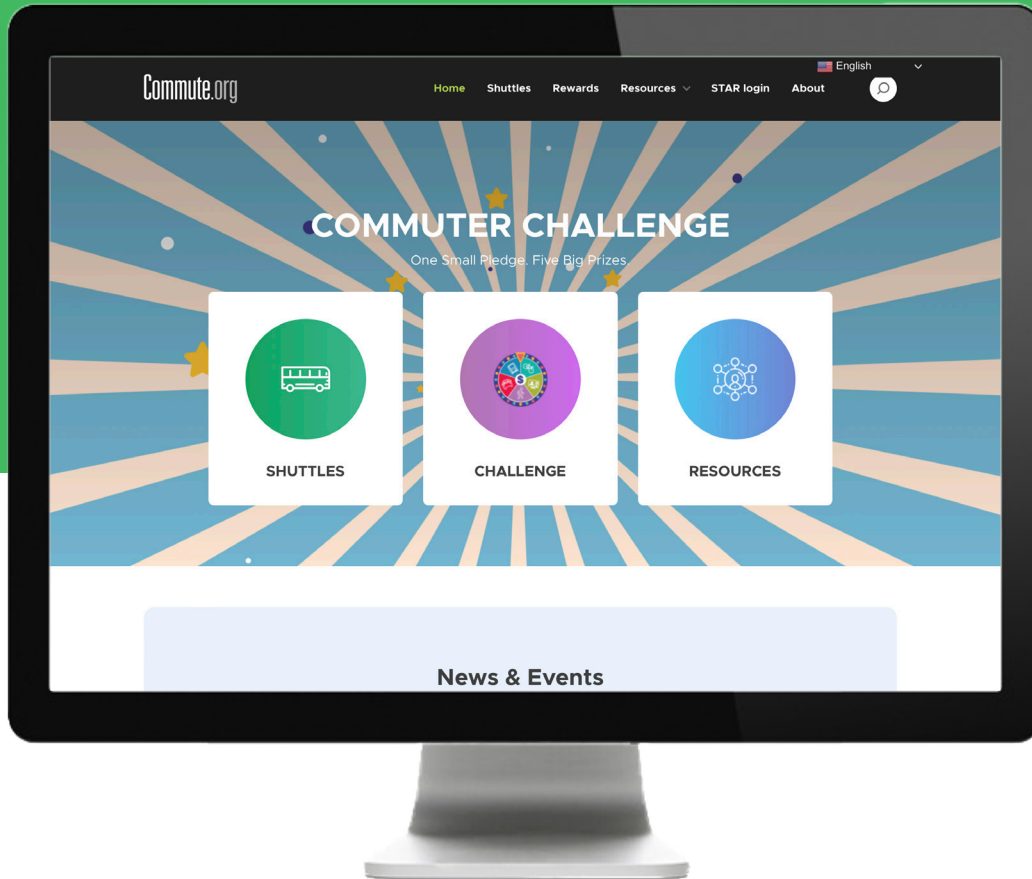 English
Commute.org
Home Shuttles Rewards Resources STAR login About
COMMUTER CHALLENGE
One Small Pledge. Five Big Prizes.
SHUTTLES
CHALLENGE
RESOURCES
News & Events